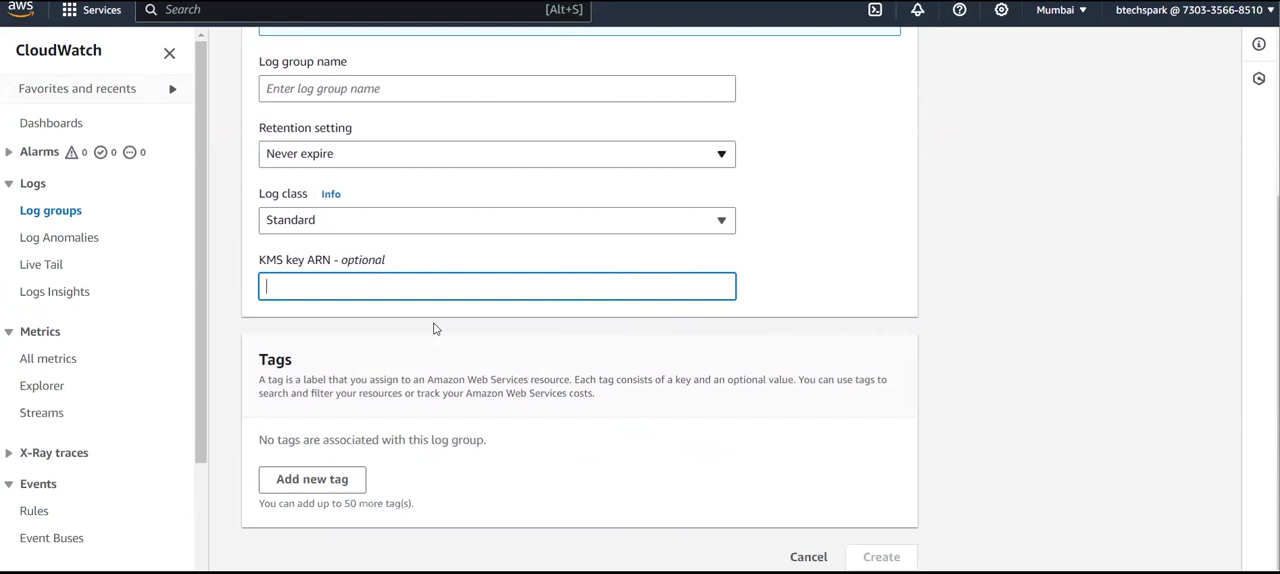 aws
Services
Search
[Alt+S]
Mumbai
btechspark @ 7303-3566-8510
CloudWatch
Favorites and recents
Dashboards
Alarms 0 0 0
Logs
Log groups
Log Anomalies
Live Tail
Logs Insights
Metrics
All metrics
Explorer
Streams
X-Ray traces
Events
Rules
Event Buses
Log group name
Enter log group name
Retention setting
Never expire
Log class Info
Standard
KMS key ARN - optional
Tags
A tag is a label that you assign to an Amazon Web Services resource. Each tag consists of a key and an optional value. You can use tags to
search and filter your resources or track your Amazon Web Services costs.
No tags are associated with this log group.
Add new tag
You can add up to 50 more tag(s).
Cancel
Create